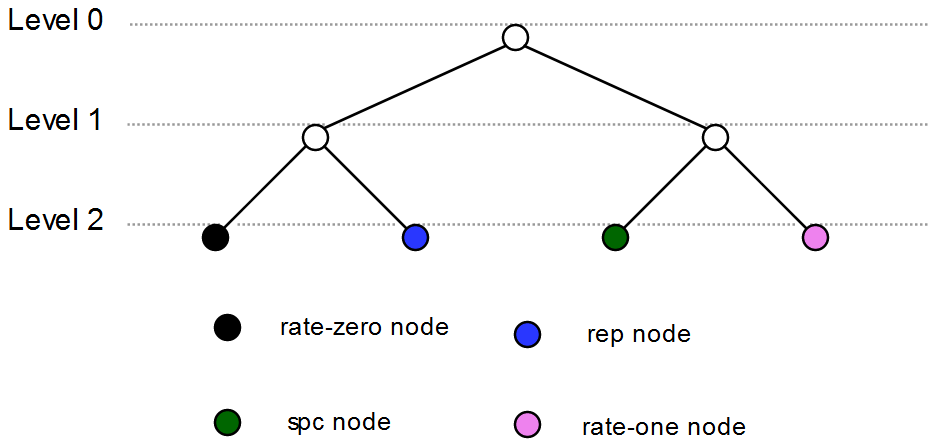 Level 0
Level 1
Level 2
rate-zero node
rep node
spc node
rate-one node